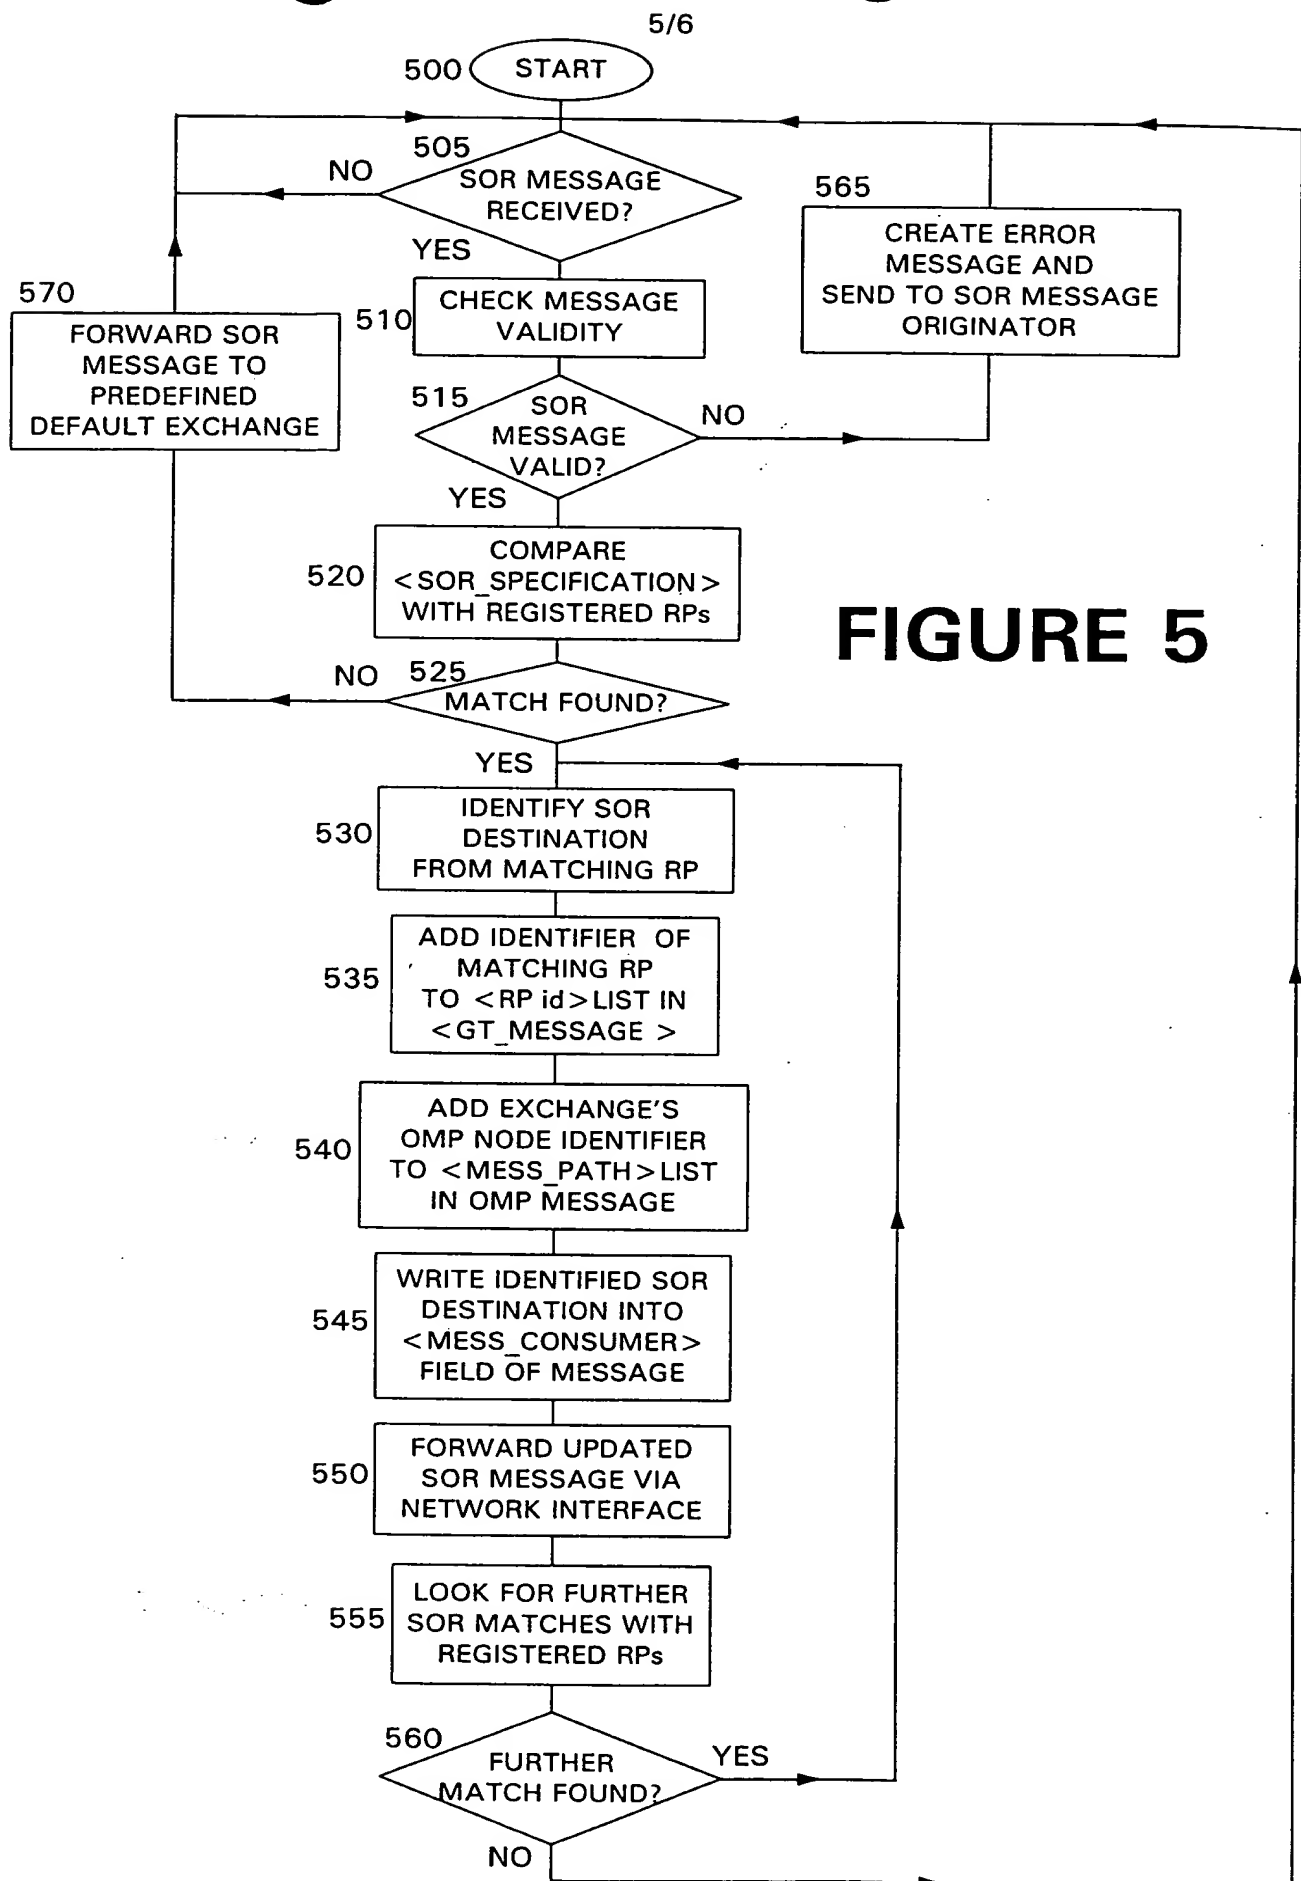 5/6
500
START
505
NO
SOR MESSAGE
RECEIVED?
YES
565
CREATE ERROR
MESSAGE AND
SEND TO SOR MESSAGE
ORIGINATOR
570
FORWARD SOR
MESSAGE TO
PREDEFINED
DEFAULT EXCHANGE
510
CHECK MESSAGE
VALIDITY
515
SOR
MESSAGE
VALID?
NO
YES
520
COMPARE
<SOR_SPECIFICATION>
WITH REGISTERED RPs
FIGURE 5
NO
525
MATCH FOUND?
YES
530
IDENTIFY SOR
DESTINATION
FROM MATCHING RP
535
ADD IDENTIFIER OF
MATCHING RP
TO <RP id> LIST IN
<GT_MESSAGE >
540
ADD EXCHANGE'S
OMP NODE IDENTIFIER
TO <MESS_PATH> LIST
IN OMP MESSAGE
545
WRITE IDENTIFIED SOR
DESTINATION INTO
<MESS_CONSUMER>
FIELD OF MESSAGE
550
FORWARD UPDATED
SOR MESSAGE VIA
NETWORK INTERFACE
555
LOOK FOR FURTHER
SOR MATCHES WITH
REGISTERED RPs
560
FURTHER
MATCH FOUND?
YES
NO